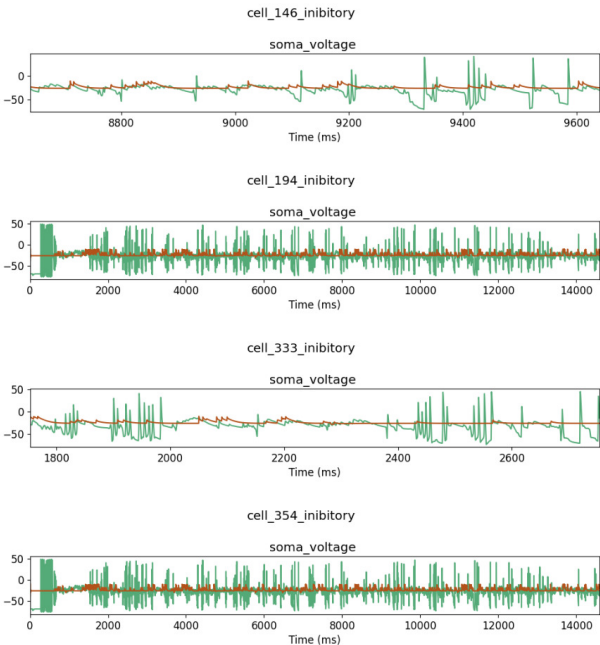 cell_146_inibitory
soma_voltage
0
−50
8800 9000 9200 9400 9600
Time (ms)
cell_194_inibitory
soma_voltage
50
0
−50
0 2000 4000 6000 8000 10000 12000 14000
Time (ms)
cell_333_inibitory
soma_voltage
50
0
−50
1800 2000 2200 2400 2600
Time (ms)
cell_354_inibitory
soma_voltage
50
0
−50
0 2000 4000 6000 8000 10000 12000 14000
Time (ms)